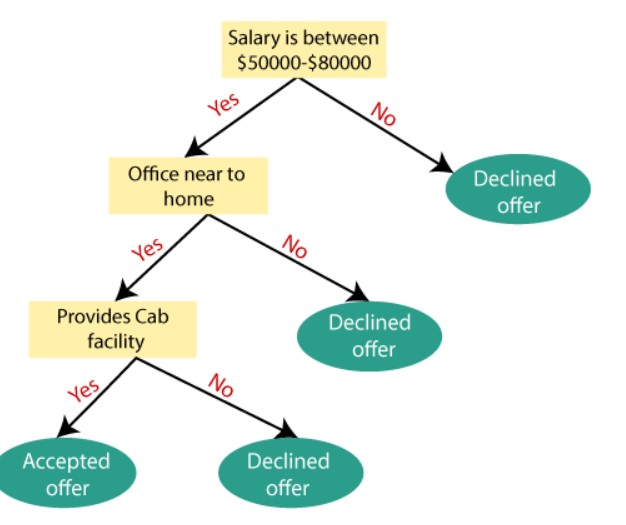 Salary is between
$50000-$80000
Yes
No
Office near to
home
Declined
offer
Yes
No
Provides Cab
facility
Declined
offer
Yes
No
Accepted
offer
Declined
offer